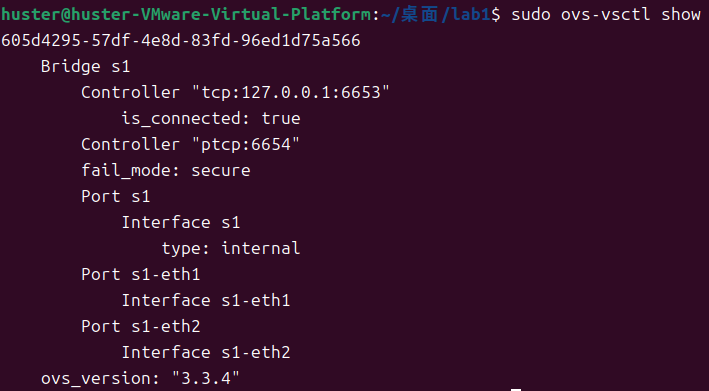 huster@huster-VMware-Virtual-Platform:~/桌面/lab1$ sudo ovs-vsctl show
605d4295-57df-4e8d-83fd-96ed1d75a566
    Bridge s1
        Controller "tcp:127.0.0.1:6653"
            is_connected: true
        Controller "ptcp:6654"
        fail_mode: secure
        Port s1
            Interface s1
                type: internal
        Port s1-eth1
            Interface s1-eth1
        Port s1-eth2
            Interface s1-eth2
    ovs_version: "3.3.4"